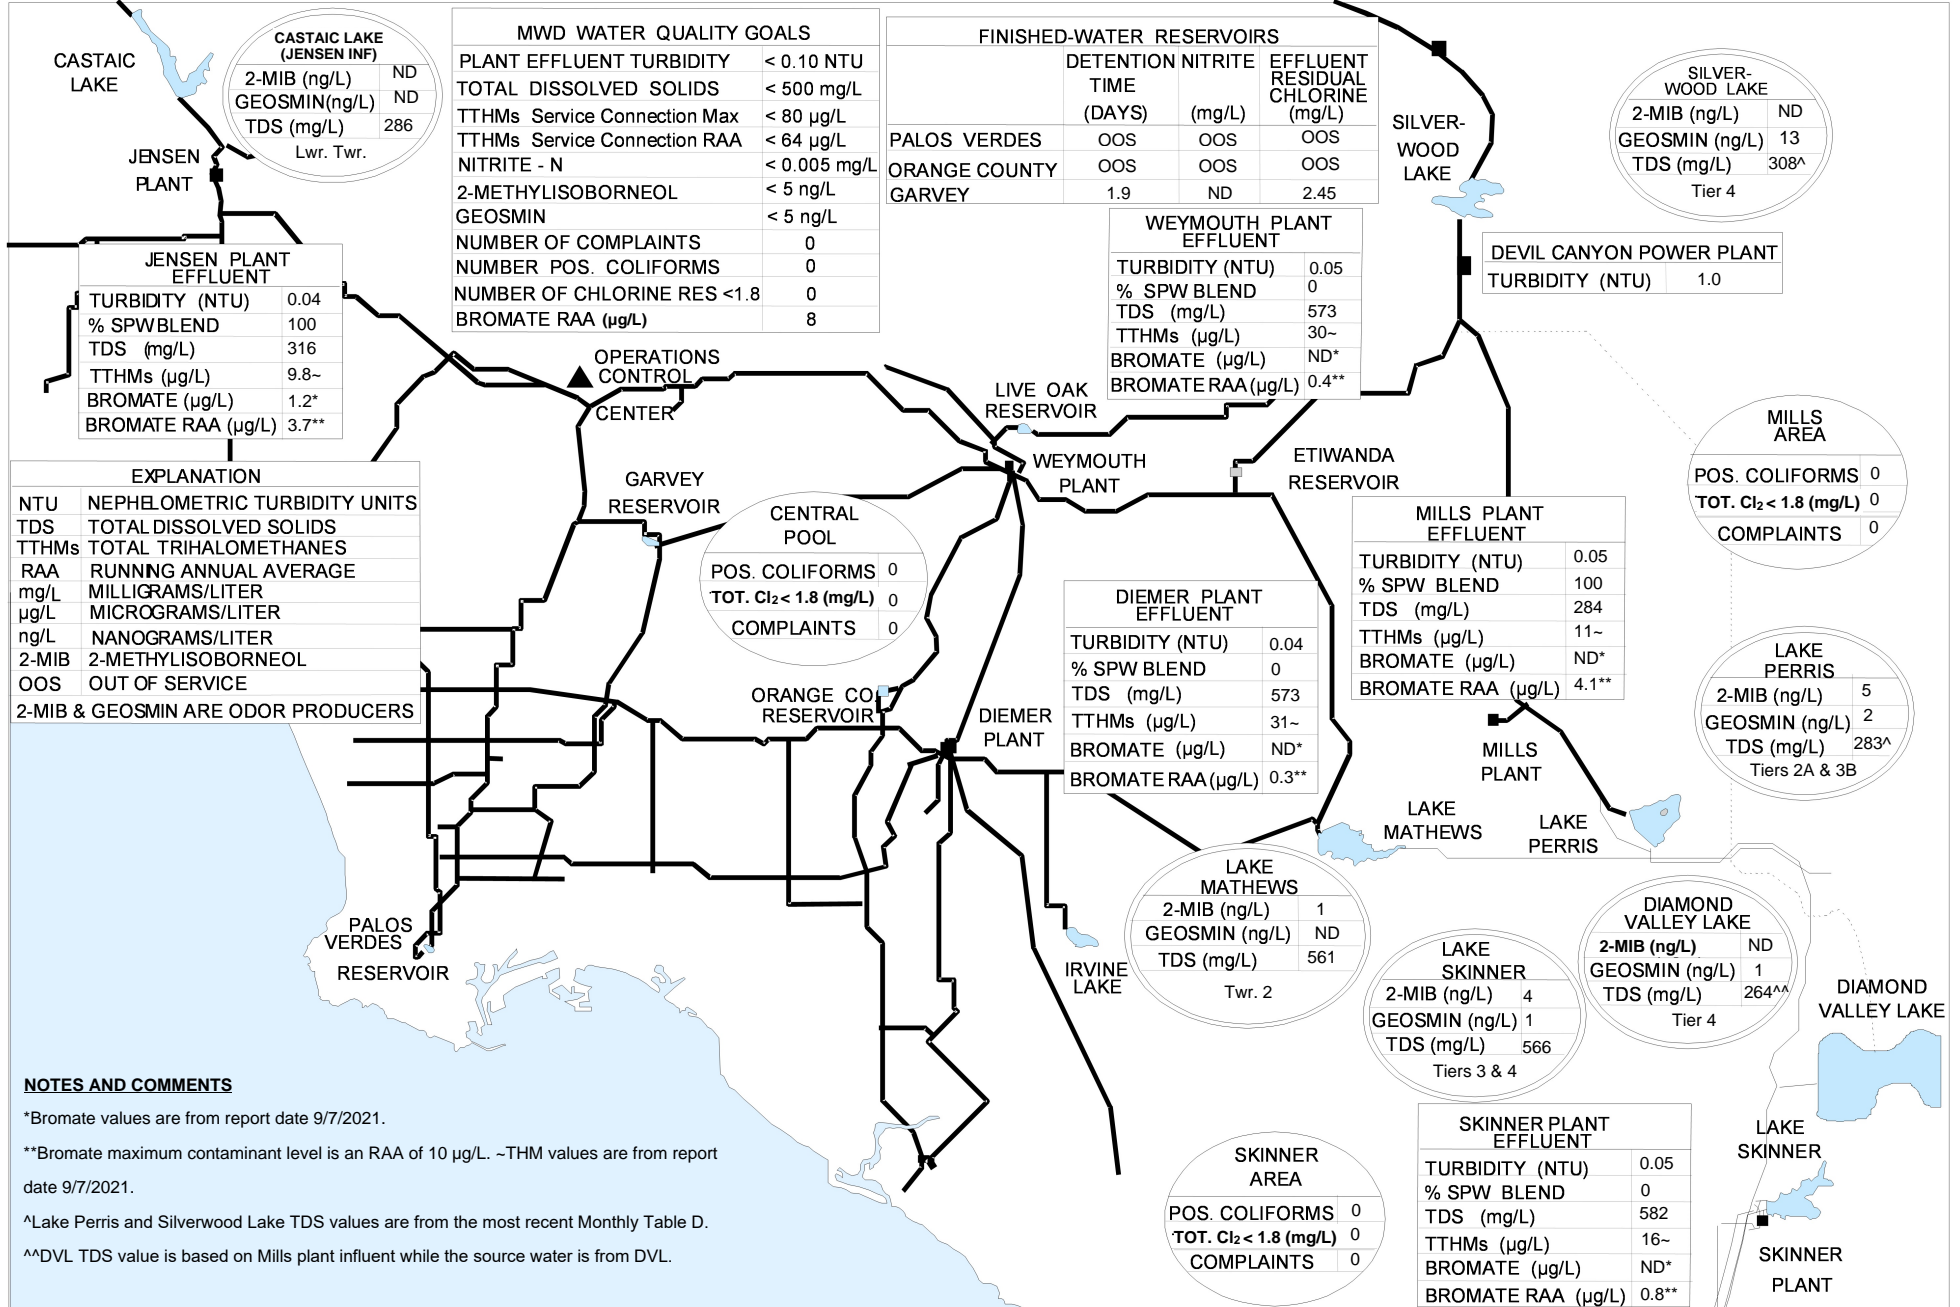 CASTAIC
LAKE
CASTAIC LAKE
(JENSEN INF)
2-MIB (ng/L) ND
GEOSMIN(ng/L) ND
TDS (mg/L) 286
Lwr. Twr.
JENSEN
PLANT
MWD WATER QUALITY GOALS
PLANT EFFLUENT TURBIDITY < 0.10 NTU
TOTAL DISSOLVED SOLIDS < 500 mg/L
TTHMs Service Connection Max < 80 µg/L
TTHMs Service Connection RAA < 64 µg/L
NITRITE - N < 0.005 mg/L
2-METHYLISOBORNEOL < 5 ng/L
GEOSMIN < 5 ng/L
NUMBER OF COMPLAINTS 0
NUMBER POS. COLIFORMS 0
NUMBER OF CHLORINE RES <1.8 0
BROMATE RAA (µg/L) 8
FINISHED-WATER RESERVOIRS
DETENTION NITRITE EFFLUENT
TIME RESIDUAL
CHLORINE
(DAYS) (mg/L) (mg/L)
PALOS VERDES OOS OOS OOS
ORANGE COUNTY OOS OOS OOS
GARVEY 1.9 ND 2.45
SILVER-
WOOD
LAKE
SILVER-
WOOD LAKE
2-MIB (ng/L) ND
GEOSMIN (ng/L) 13
TDS (mg/L) 308^
Tier 4
DEVIL CANYON POWER PLANT
TURBIDITY (NTU) 1.0
WEYMOUTH PLANT
EFFLUENT
TURBIDITY (NTU) 0.05
% SPW BLEND 0
TDS (mg/L) 573
TTHMs (µg/L) 30~
BROMATE (µg/L) ND*
BROMATE RAA (µg/L) 0.4**
JENSEN PLANT
EFFLUENT
TURBIDITY (NTU) 0.04
% SPW BLEND 100
TDS (mg/L) 316
TTHMs (µg/L) 9.8~
BROMATE (µg/L) 1.2*
BROMATE RAA (µg/L) 3.7**
OPERATIONS
CONTROL
CENTER
LIVE OAK
RESERVOIR
WEYMOUTH
PLANT
ETIWANDA
RESERVOIR
GARVEY
RESERVOIR
MILLS
AREA
POS. COLIFORMS 0
TOT. Cl2 < 1.8 (mg/L) 0
COMPLAINTS 0
EXPLANATION
NTU NEPHELOMETRIC TURBIDITY UNITS
TDS TOTAL DISSOLVED SOLIDS
TTHMs TOTAL TRIHALOMETHANES
RAA RUNNING ANNUAL AVERAGE
mg/L MILLIGRAMS/LITER
µg/L MICROGRAMS/LITER
ng/L NANOGRAMS/LITER
2-MIB 2-METHYLISOBORNEOL
OOS OUT OF SERVICE
2-MIB & GEOSMIN ARE ODOR PRODUCERS
CENTRAL
POOL
POS. COLIFORMS 0
TOT. Cl2 < 1.8 (mg/L) 0
COMPLAINTS 0
MILLS PLANT
EFFLUENT
TURBIDITY (NTU) 0.05
% SPW BLEND 100
TDS (mg/L) 284
TTHMs (µg/L) 11~
BROMATE (µg/L) ND*
BROMATE RAA (µg/L) 4.1**
DIEMER PLANT
EFFLUENT
TURBIDITY (NTU) 0.04
% SPW BLEND 0
TDS (mg/L) 573
TTHMs (µg/L) 31~
BROMATE (µg/L) ND*
BROMATE RAA (µg/L) 0.3**
LAKE
PERRIS
2-MIB (ng/L) 5
GEOSMIN (ng/L) 2
TDS (mg/L) 283^
Tiers 2A & 3B
ORANGE CO
RESERVOIR
DIEMER
PLANT
MILLS
PLANT
LAKE
MATHEWS
LAKE
PERRIS
LAKE
MATHEWS
2-MIB (ng/L) 1
GEOSMIN (ng/L) ND
TDS (mg/L) 561
Twr. 2
PALOS
VERDES
RESERVOIR
IRVINE
LAKE
LAKE
SKINNER
2-MIB (ng/L) 4
GEOSMIN (ng/L) 1
TDS (mg/L) 566
Tiers 3 & 4
DIAMOND
VALLEY LAKE
2-MIB (ng/L) ND
GEOSMIN (ng/L) 1
TDS (mg/L) 264^^
Tier 4
DIAMOND
VALLEY LAKE
NOTES AND COMMENTS
*Bromate values are from report date 9/7/2021.
**Bromate maximum contaminant level is an RAA of 10 µg/L. ~THM values are from report
date 9/7/2021.
^Lake Perris and Silverwood Lake TDS values are from the most recent Monthly Table D.
^^DVL TDS value is based on Mills plant influent while the source water is from DVL.
SKINNER
AREA
POS. COLIFORMS 0
TOT. Cl2 < 1.8 (mg/L) 0
COMPLAINTS 0
SKINNER PLANT
EFFLUENT
TURBIDITY (NTU) 0.05
% SPW BLEND 0
TDS (mg/L) 582
TTHMs (µg/L) 16~
BROMATE (µg/L) ND*
BROMATE RAA (µg/L) 0.8**
LAKE
SKINNER
SKINNER
PLANT